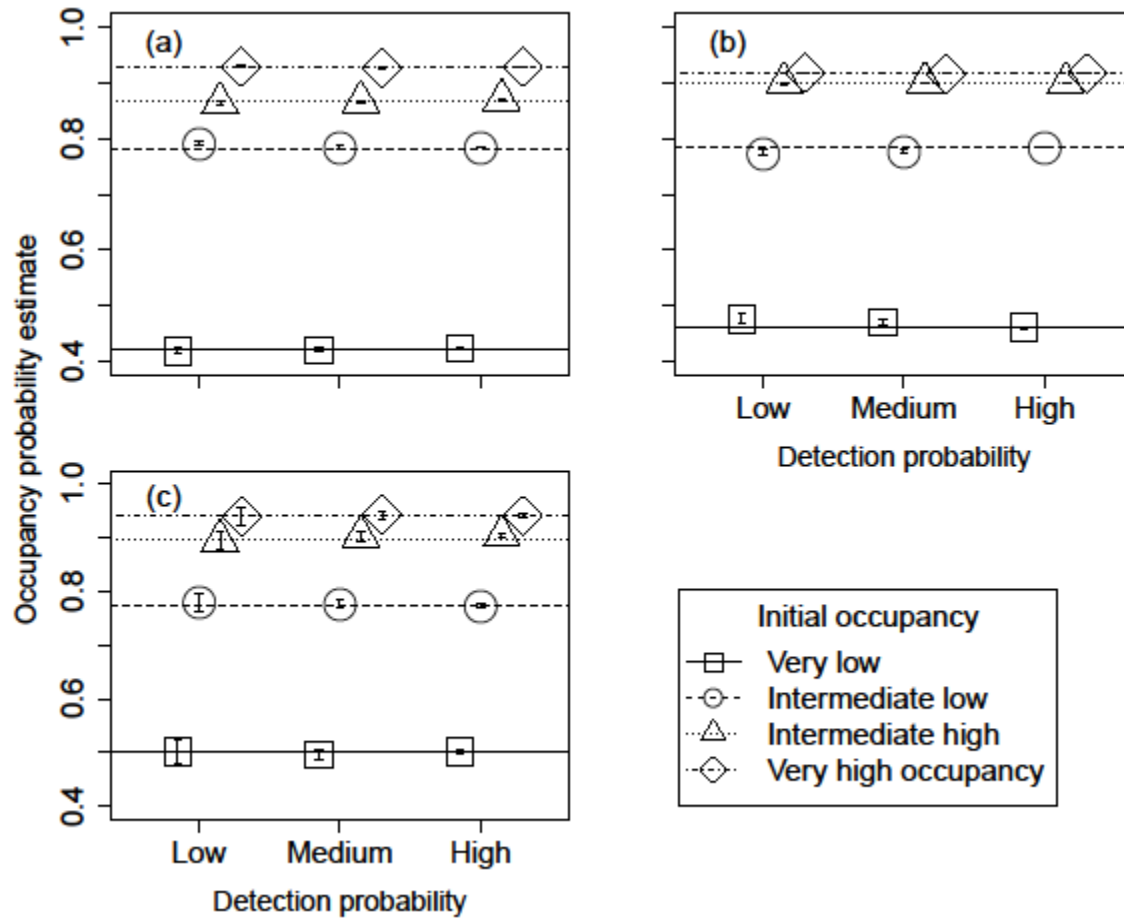 Occupancy probability estimate
(a)
1.0
0.8
0.6
0.4
(b)
Low Medium High
Detection probability
(c)
1.0
0.8
0.6
0.4
Low Medium High
Detection probability
Initial occupancy
Very low
Intermediate low
Intermediate high
Very high occupancy